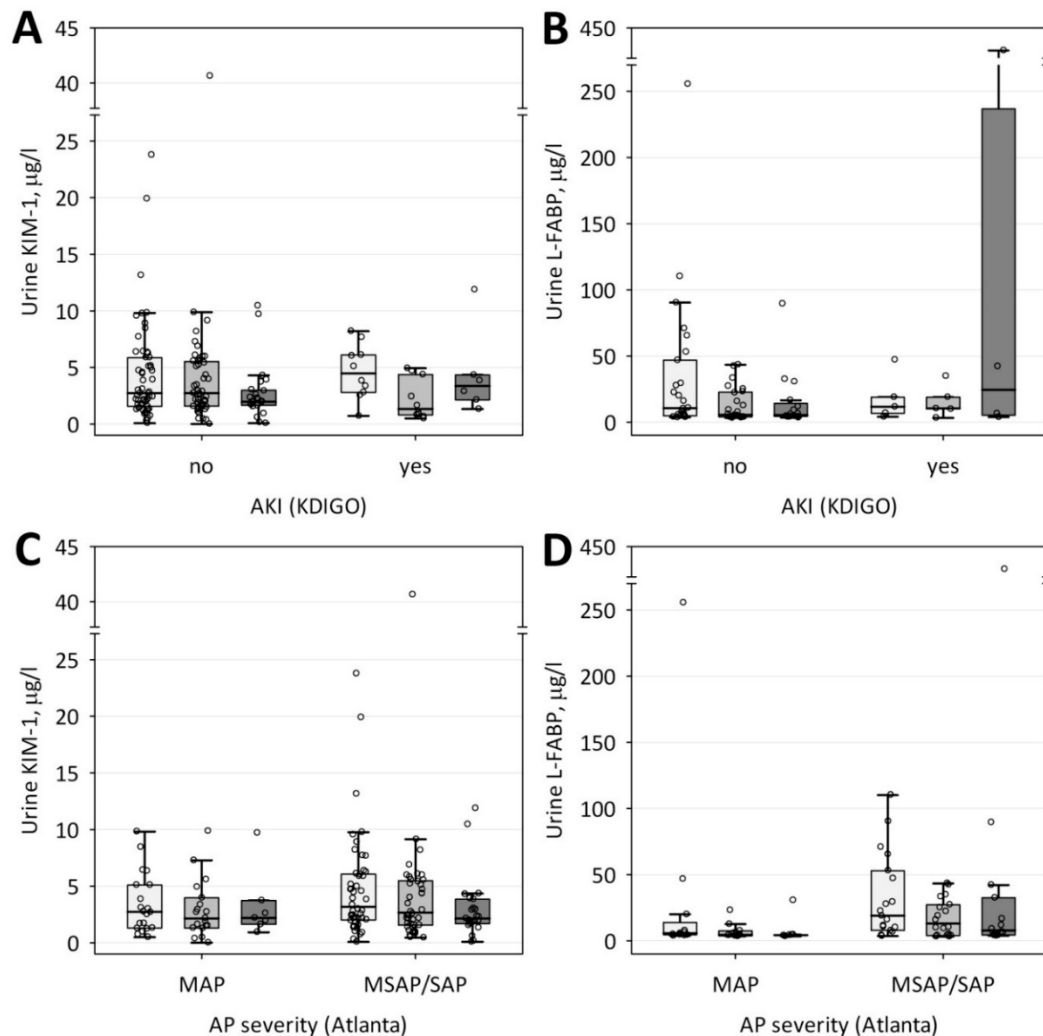 A
Urine KIM-1, µg/l
45
40
25
20
15
10
5
0
no
yes
AKI (KDIGO)
B
Urine L-FABP, µg/l
450
250
200
150
100
50
0
no
yes
AKI (KDIGO)
C
Urine KIM-1, µg/l
45
40
25
20
15
10
5
0
MAP
MSAP/SAP
AP severity (Atlanta)
D
Urine L-FABP, µg/l
450
250
200
150
100
50
0
MAP
MSAP/SAP
AP severity (Atlanta)